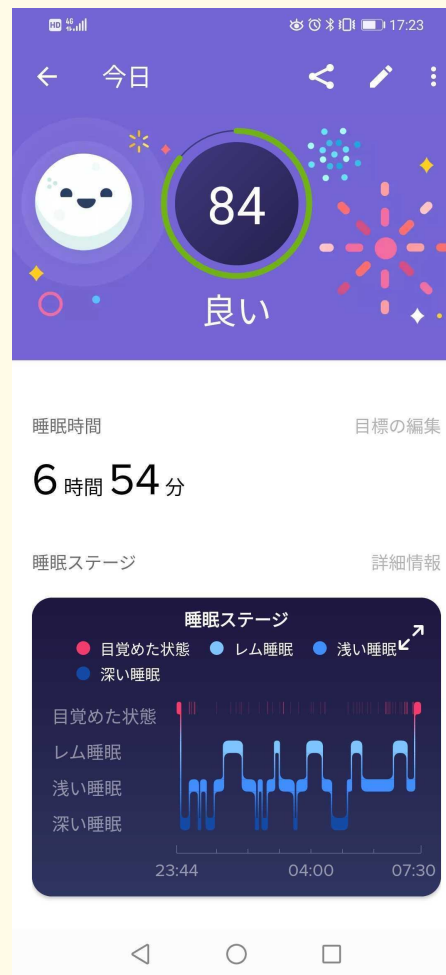 HD 4G 17:23
今日
84
良い
睡眠時間 目標の編集
6 時間 54 分
睡眠ステージ 詳細情報
睡眠ステージ
目覚めた状態 レム睡眠 浅い睡眠
深い睡眠
目覚めた状態
レム睡眠
浅い睡眠
深い睡眠
23:44 04:00 07:30